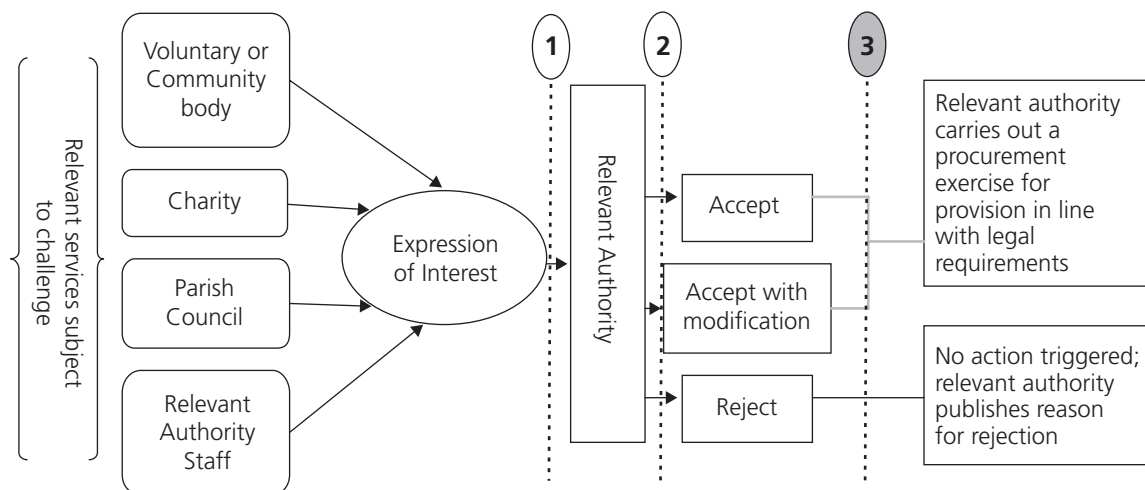 Relevant services subject
to challenge
Voluntary or
Community
body
Charity
Parish
Council
Relevant
Authority
Staff
Expression
of Interest
1
2
3
Relevant Authority
Accept
Accept with
modification
Reject
Relevant authority
carries out a
procurement
exercise for
provision in line
with legal
requirements
No action triggered;
relevant authority
publishes reason
for rejection